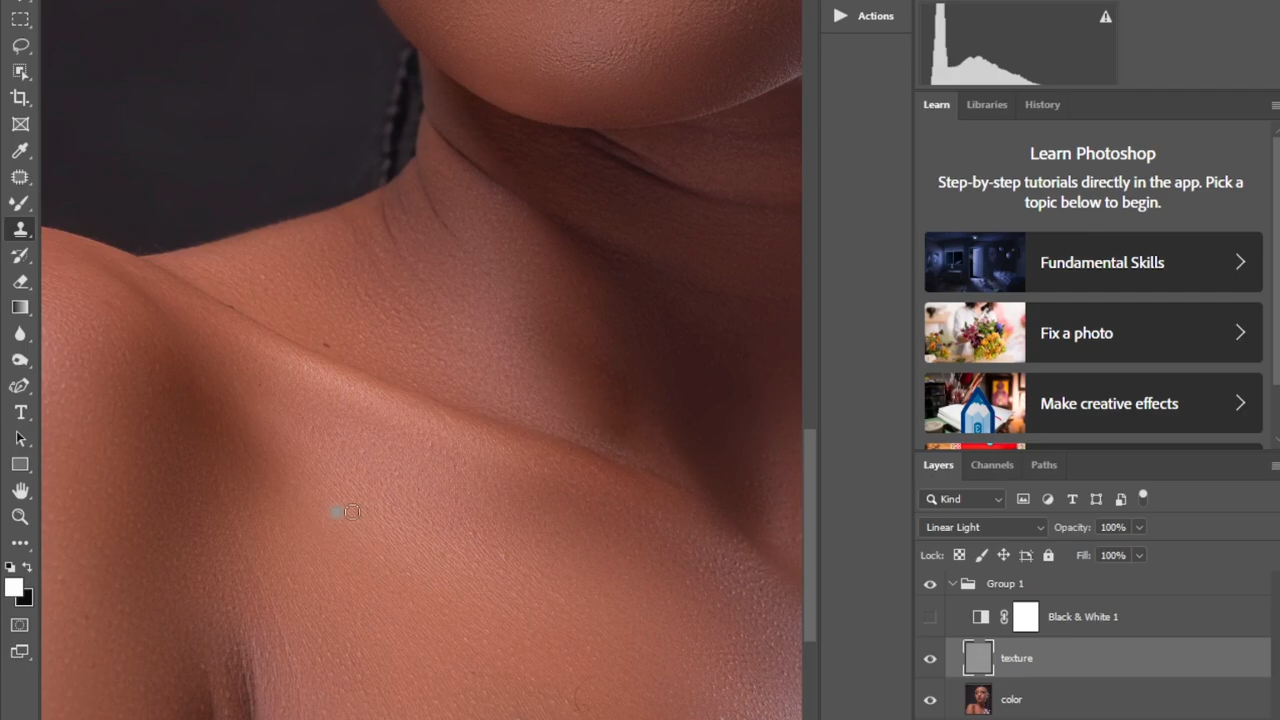 Actions
Learn
Libraries
History
Learn Photoshop
Step-by-step tutorials directly in the app. Pick a
topic below to begin.
Fundamental Skills
Fix a photo
Make creative effects
Layers
Channels
Paths
Kind
Linear Light
Opacity: 100%
Lock:
Fill: 100%
Group 1
Black & White 1
texture
color